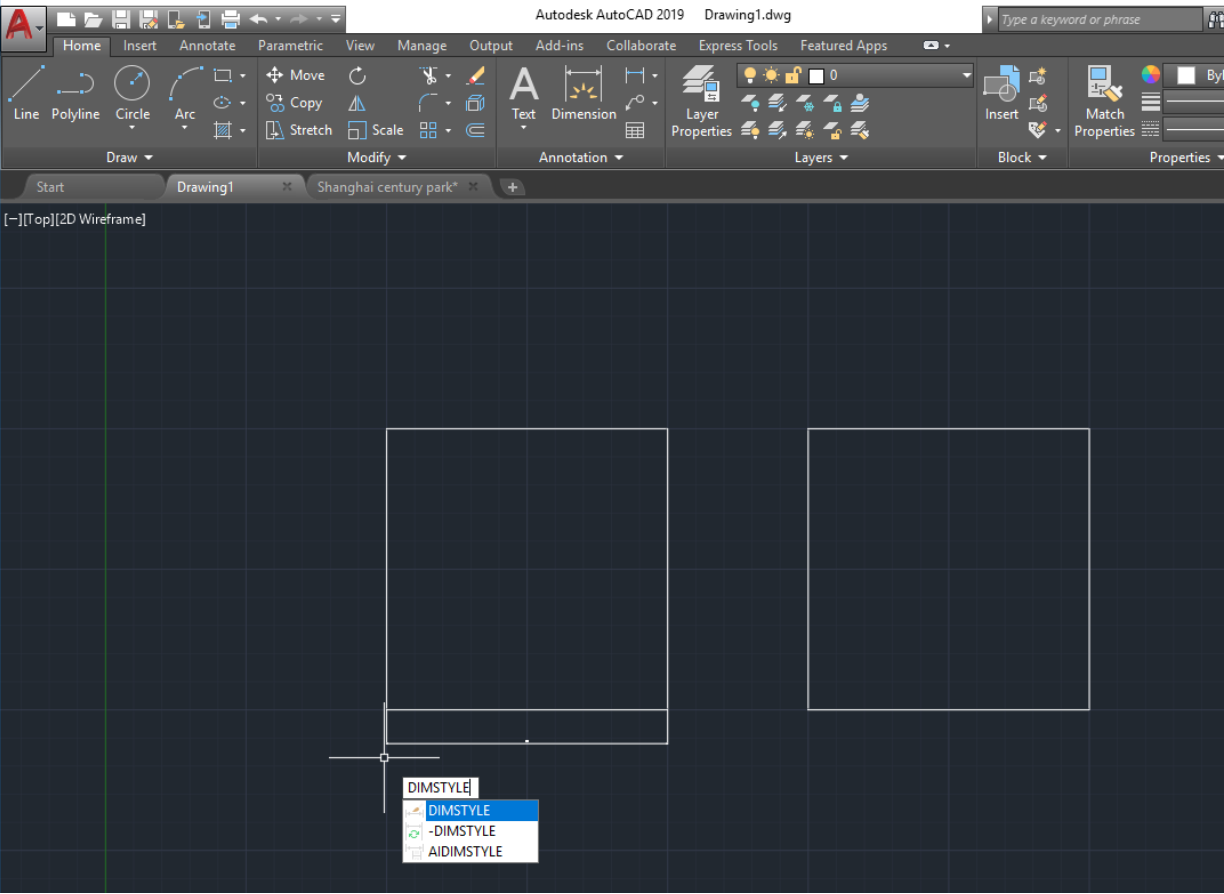 Autodesk AutoCAD 2019 Drawing1.dwg
Type a keyword or phrase
Home Insert Annotate Parametric View Manage Output Add-ins Collaborate Express Tools Featured Apps
Line Polyline Circle Arc
Move
Copy
Stretch Scale
Text Dimension
Layer
Properties
0
Insert
Match
Properties
Draw Modify Annotation Layers Block Properties
Start Drawing1 Shanghai century park*
[−][Top][2D Wireframe]
DIMSTYLE
DIMSTYLE
-DIMSTYLE
AIDIMSTYLE